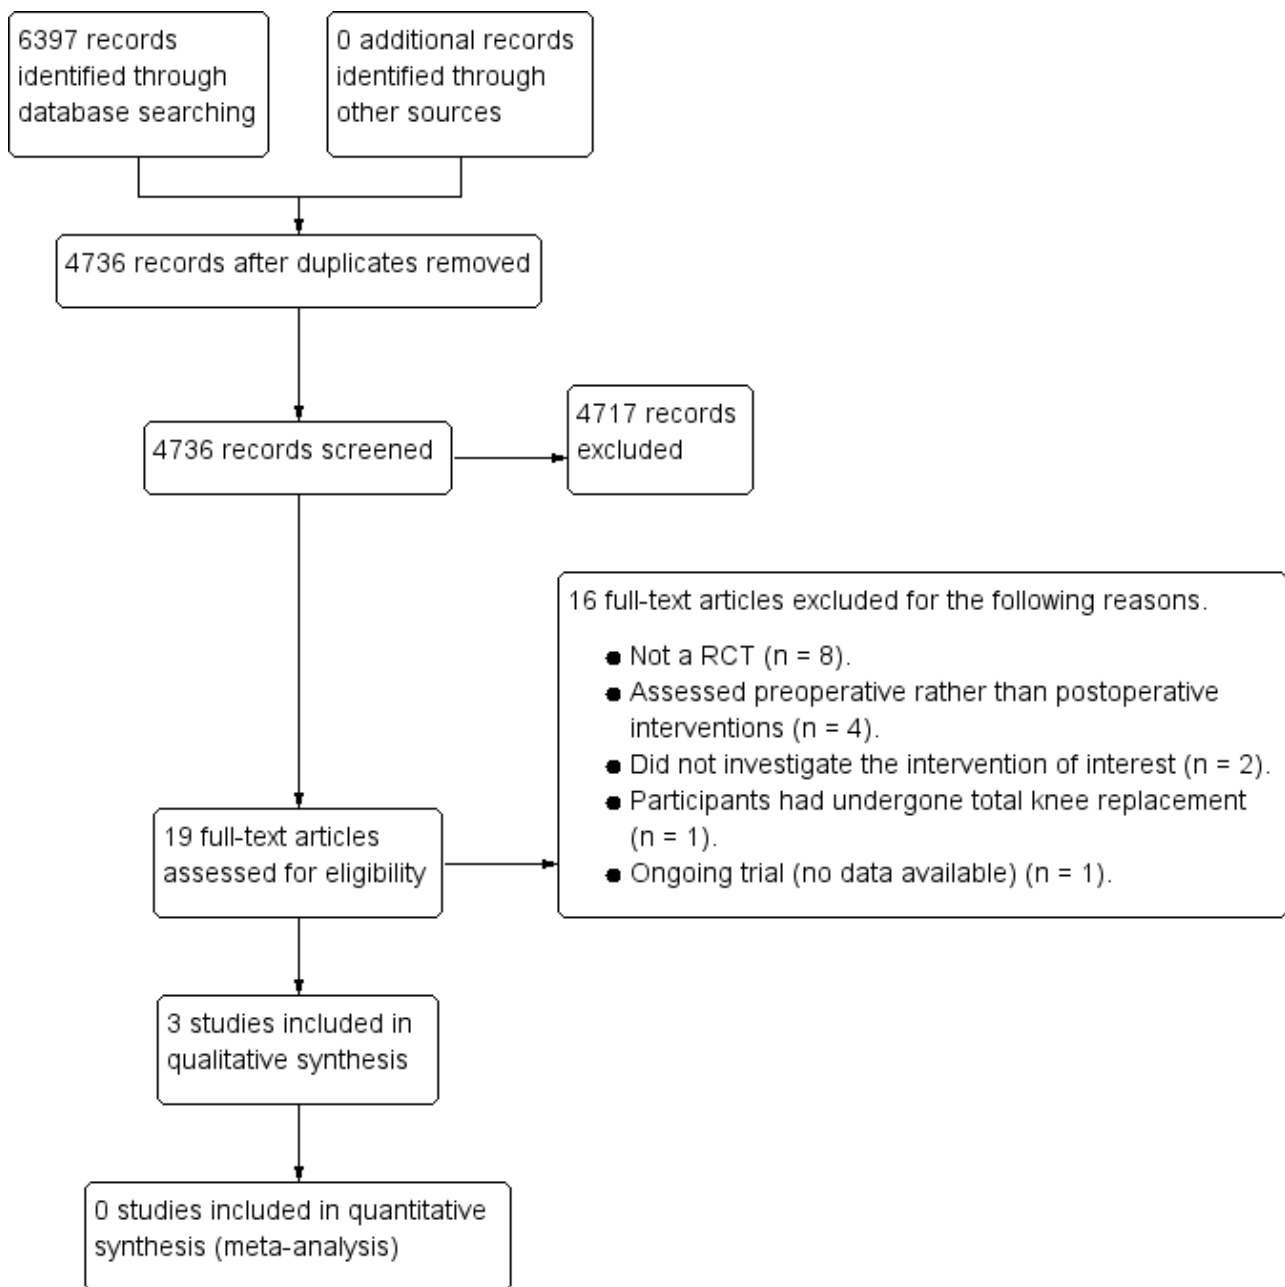 6397 records
identified through
database searching
0 additional records
identified through
other sources
4736 records after duplicates removed
4736 records screened
4717 records
excluded
16 full-text articles excluded for the following reasons.
● Not a RCT (n = 8).
● Assessed preoperative rather than postoperative
interventions (n = 4).
● Did not investigate the intervention of interest (n = 2).
● Participants had undergone total knee replacement
(n = 1).
● Ongoing trial (no data available) (n = 1).
19 full-text articles
assessed for eligibility
3 studies included in
qualitative synthesis
0 studies included in quantitative
synthesis (meta-analysis)